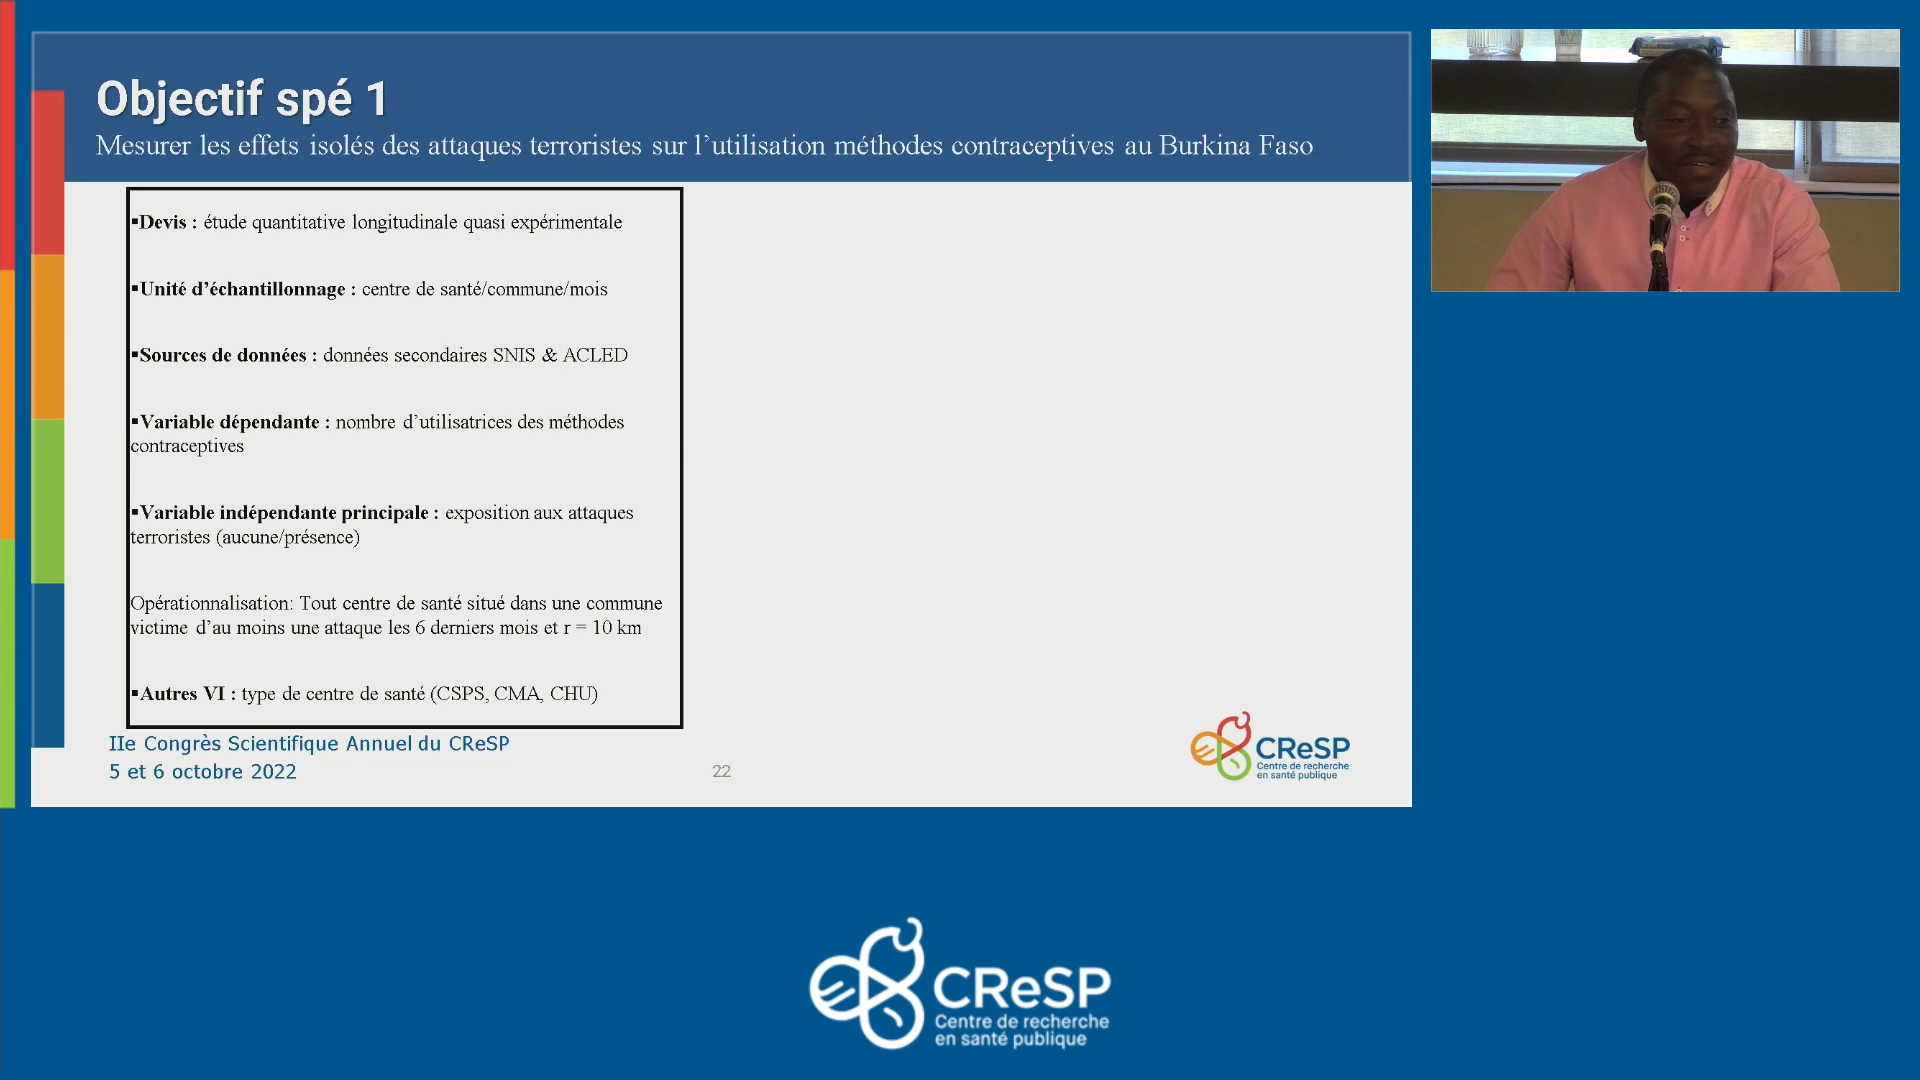 Objectif spé 1
Mesurer les effets isolés des attaques terroristes sur l’utilisation méthodes contraceptives au Burkina Faso
▪Devis : étude quantitative longitudinale quasi expérimentale
▪Unité d’échantillonnage : centre de santé/commune/mois
▪Sources de données : données secondaires SNIS & ACLED
▪Variable dépendante : nombre d’utilisatrices des méthodes
contraceptives
▪Variable indépendante principale : exposition aux attaques
terroristes (aucune/présence)
Opérationnalisation: Tout centre de santé situé dans une commune
victime d’au moins une attaque les 6 derniers mois et r = 10 km
▪Autres VI : type de centre de santé (CSPS, CMA, CHU)
IIe Congrès Scientifique Annuel du CReSP
5 et 6 octobre 2022
22
CReSP
Centre de recherche
en santé publique
CReSP
Centre de recherche
en santé publique